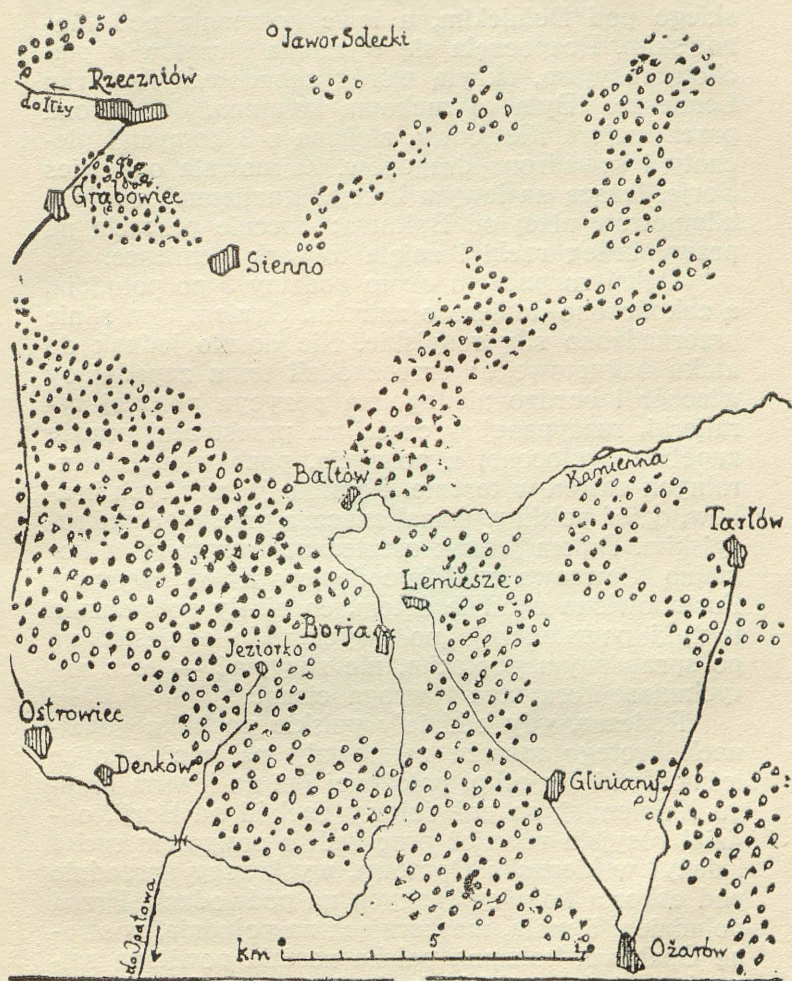 Jawor Solecki
Rzeczniów
do Iłży
Grabowiec
Sienno
Bałtów
Kamienna
Tarłów
Lemiesze
Borja
Jeziorko
Ostrowiec
Denków
Gliniany
do Opatowa
km 0 5
Ożarów